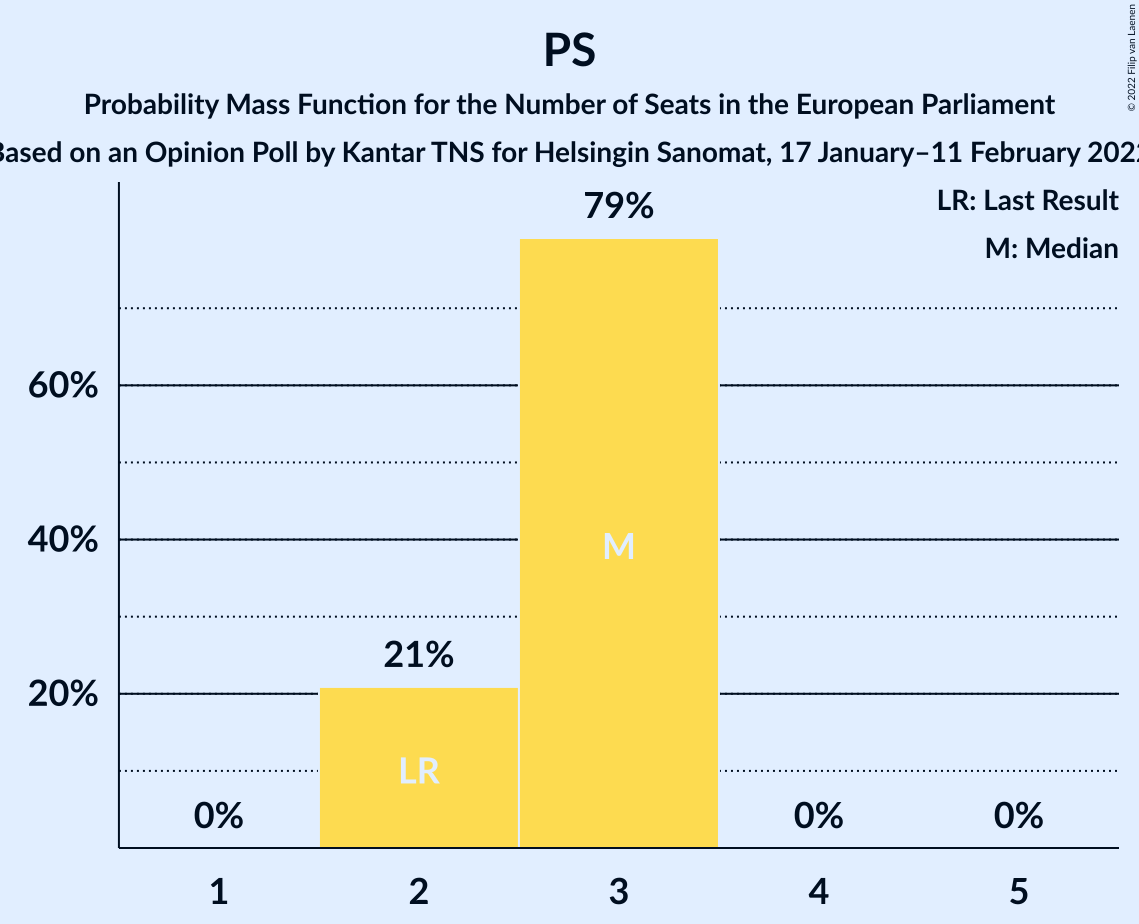 PS
Probability Mass Function for the Number of Seats in the European Parliament
Based on an Opinion Poll by Kantar TNS for Helsingin Sanomat, 17 January–11 February 2022
© 2022 Filip van Laenen
LR: Last Result
M: Median
79%
60%
40%
M
21%
20%
LR
0%
0%
0%
1
2
3
4
5